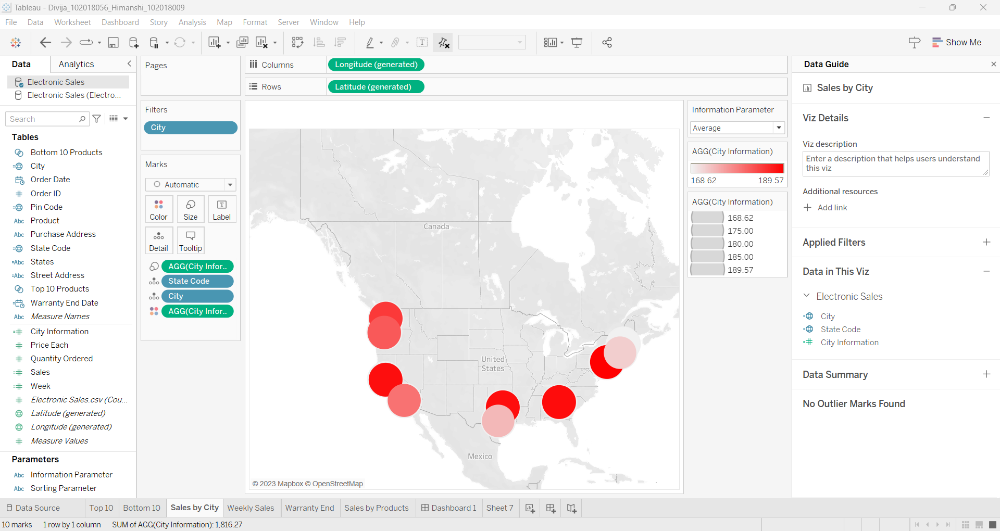 Tableau - Divija_102018056_Himanshi_102018009
File Data Worksheet Dashboard Story Analysis Map Format Server Window Help
Show Me
Data Analytics
Electronic Sales
Electronic Sales (Electro...
Search
Tables
Bottom 10 Products
City
Order Date
Order ID
Pin Code
Abc Product
Abc Purchase Address
State Code
=Abc States
=Abc Street Address
Top 10 Products
Warranty End Date
Abc Measure Names
City Information
Price Each
Quantity Ordered
Sales
Week
Electronic Sales.csv (Cou...
Latitude (generated)
Longitude (generated)
Measure Values
Parameters
Abc Information Parameter
Abc Sorting Parameter
Pages
Filters
City
Marks
Automatic
Color Size Label
Detail Tooltip
AGG(City Infor..
State Code
City
AGG(City Infor..
Columns Longitude (generated)
Rows Latitude (generated)
Canada
United
States
Mexico
© 2023 Mapbox © OpenStreetMap
Information Parameter
Average
AGG(City Information)
168.62 189.57
AGG(City Information)
168.62
175.00
180.00
185.00
189.57
Data Guide
Sales by City
Viz Details
Viz description
Enter a description that helps users understand
this viz
Additional resources
Add link
Applied Filters
Data in This Viz
Electronic Sales
City
State Code
City Information
Data Summary
No Outlier Marks Found
Data Source Top 10 Bottom 10 Sales by City Weekly Sales Warranty End Sales by Products Dashboard 1 Sheet 7
10 marks 1 row by 1 column SUM of AGG(City Information): 1,816.27